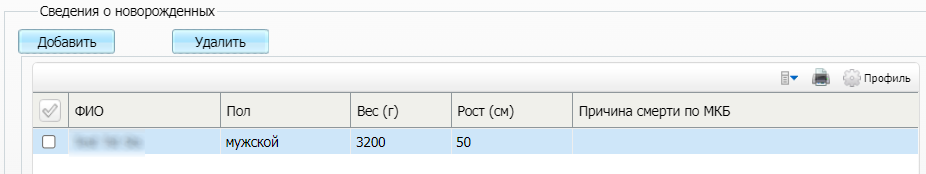 Сведения о новорожденных
Добавить Удалить
Профиль
ФИО Пол Вес (г) Рост (см) Причина смерти по МКБ
мужской 3200 50